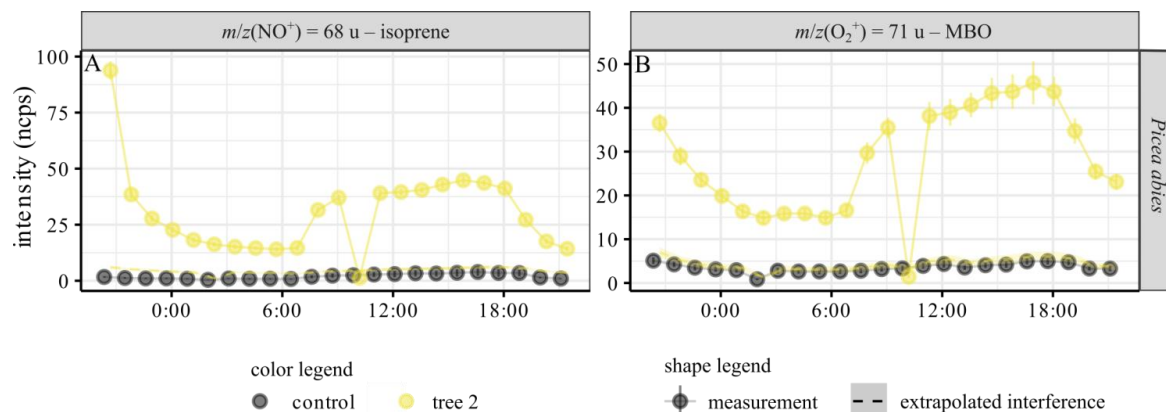 m/z(NO⁺) = 68 u – isoprene
m/z(O₂⁺) = 71 u – MBO
A
B
intensity (ncps)
100
75
50
25
0
50
40
30
20
10
0
0:00
6:00
12:00
18:00
0:00
6:00
12:00
18:00
Picea abies
color legend
control
tree 2
shape legend
measurement
extrapolated interference